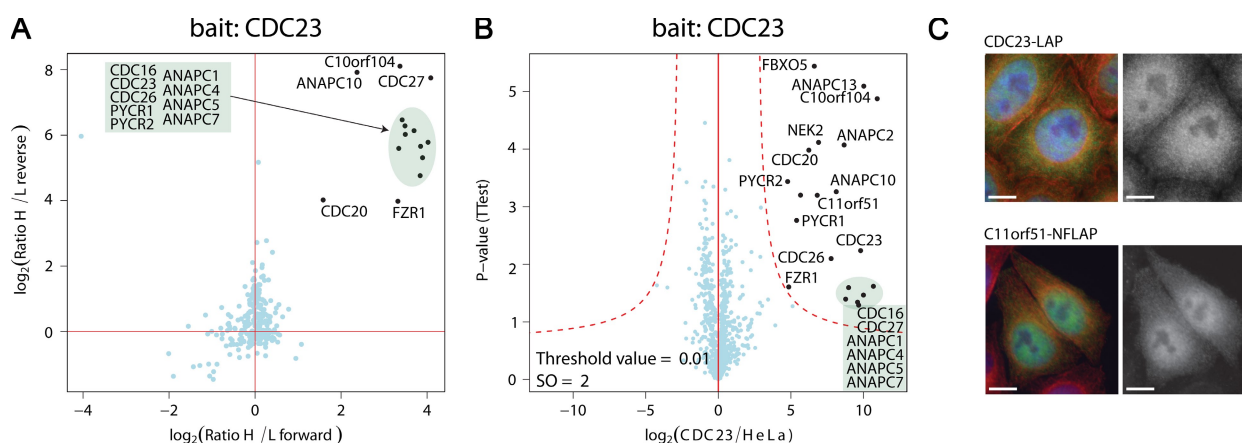 A
bait: CDC23
log2(Ratio H /L reverse)
8
6
4
2
0
−4
−2
0
2
4
log2(Ratio H /L forward)
CDC16
CDC23
CDC26
PYCR1
PYCR2
ANAPC1
ANAPC4
ANAPC5
ANAPC7
C10orf104
ANAPC10
CDC27
CDC20
FZR1
B
bait: CDC23
P−value (TTest)
5
4
3
2
1
0
−10
−5
0
5
10
log2(CDC23/HeLa)
FBXO5
ANAPC13
C10orf104
NEK2
ANAPC2
CDC20
PYCR2
ANAPC10
C11orf51
PYCR1
CDC23
CDC26
FZR1
CDC16
CDC27
ANAPC1
ANAPC4
ANAPC5
ANAPC7
Threshold value = 0.01
SO = 2
C
CDC23-LAP
C11orf51-NFLAP